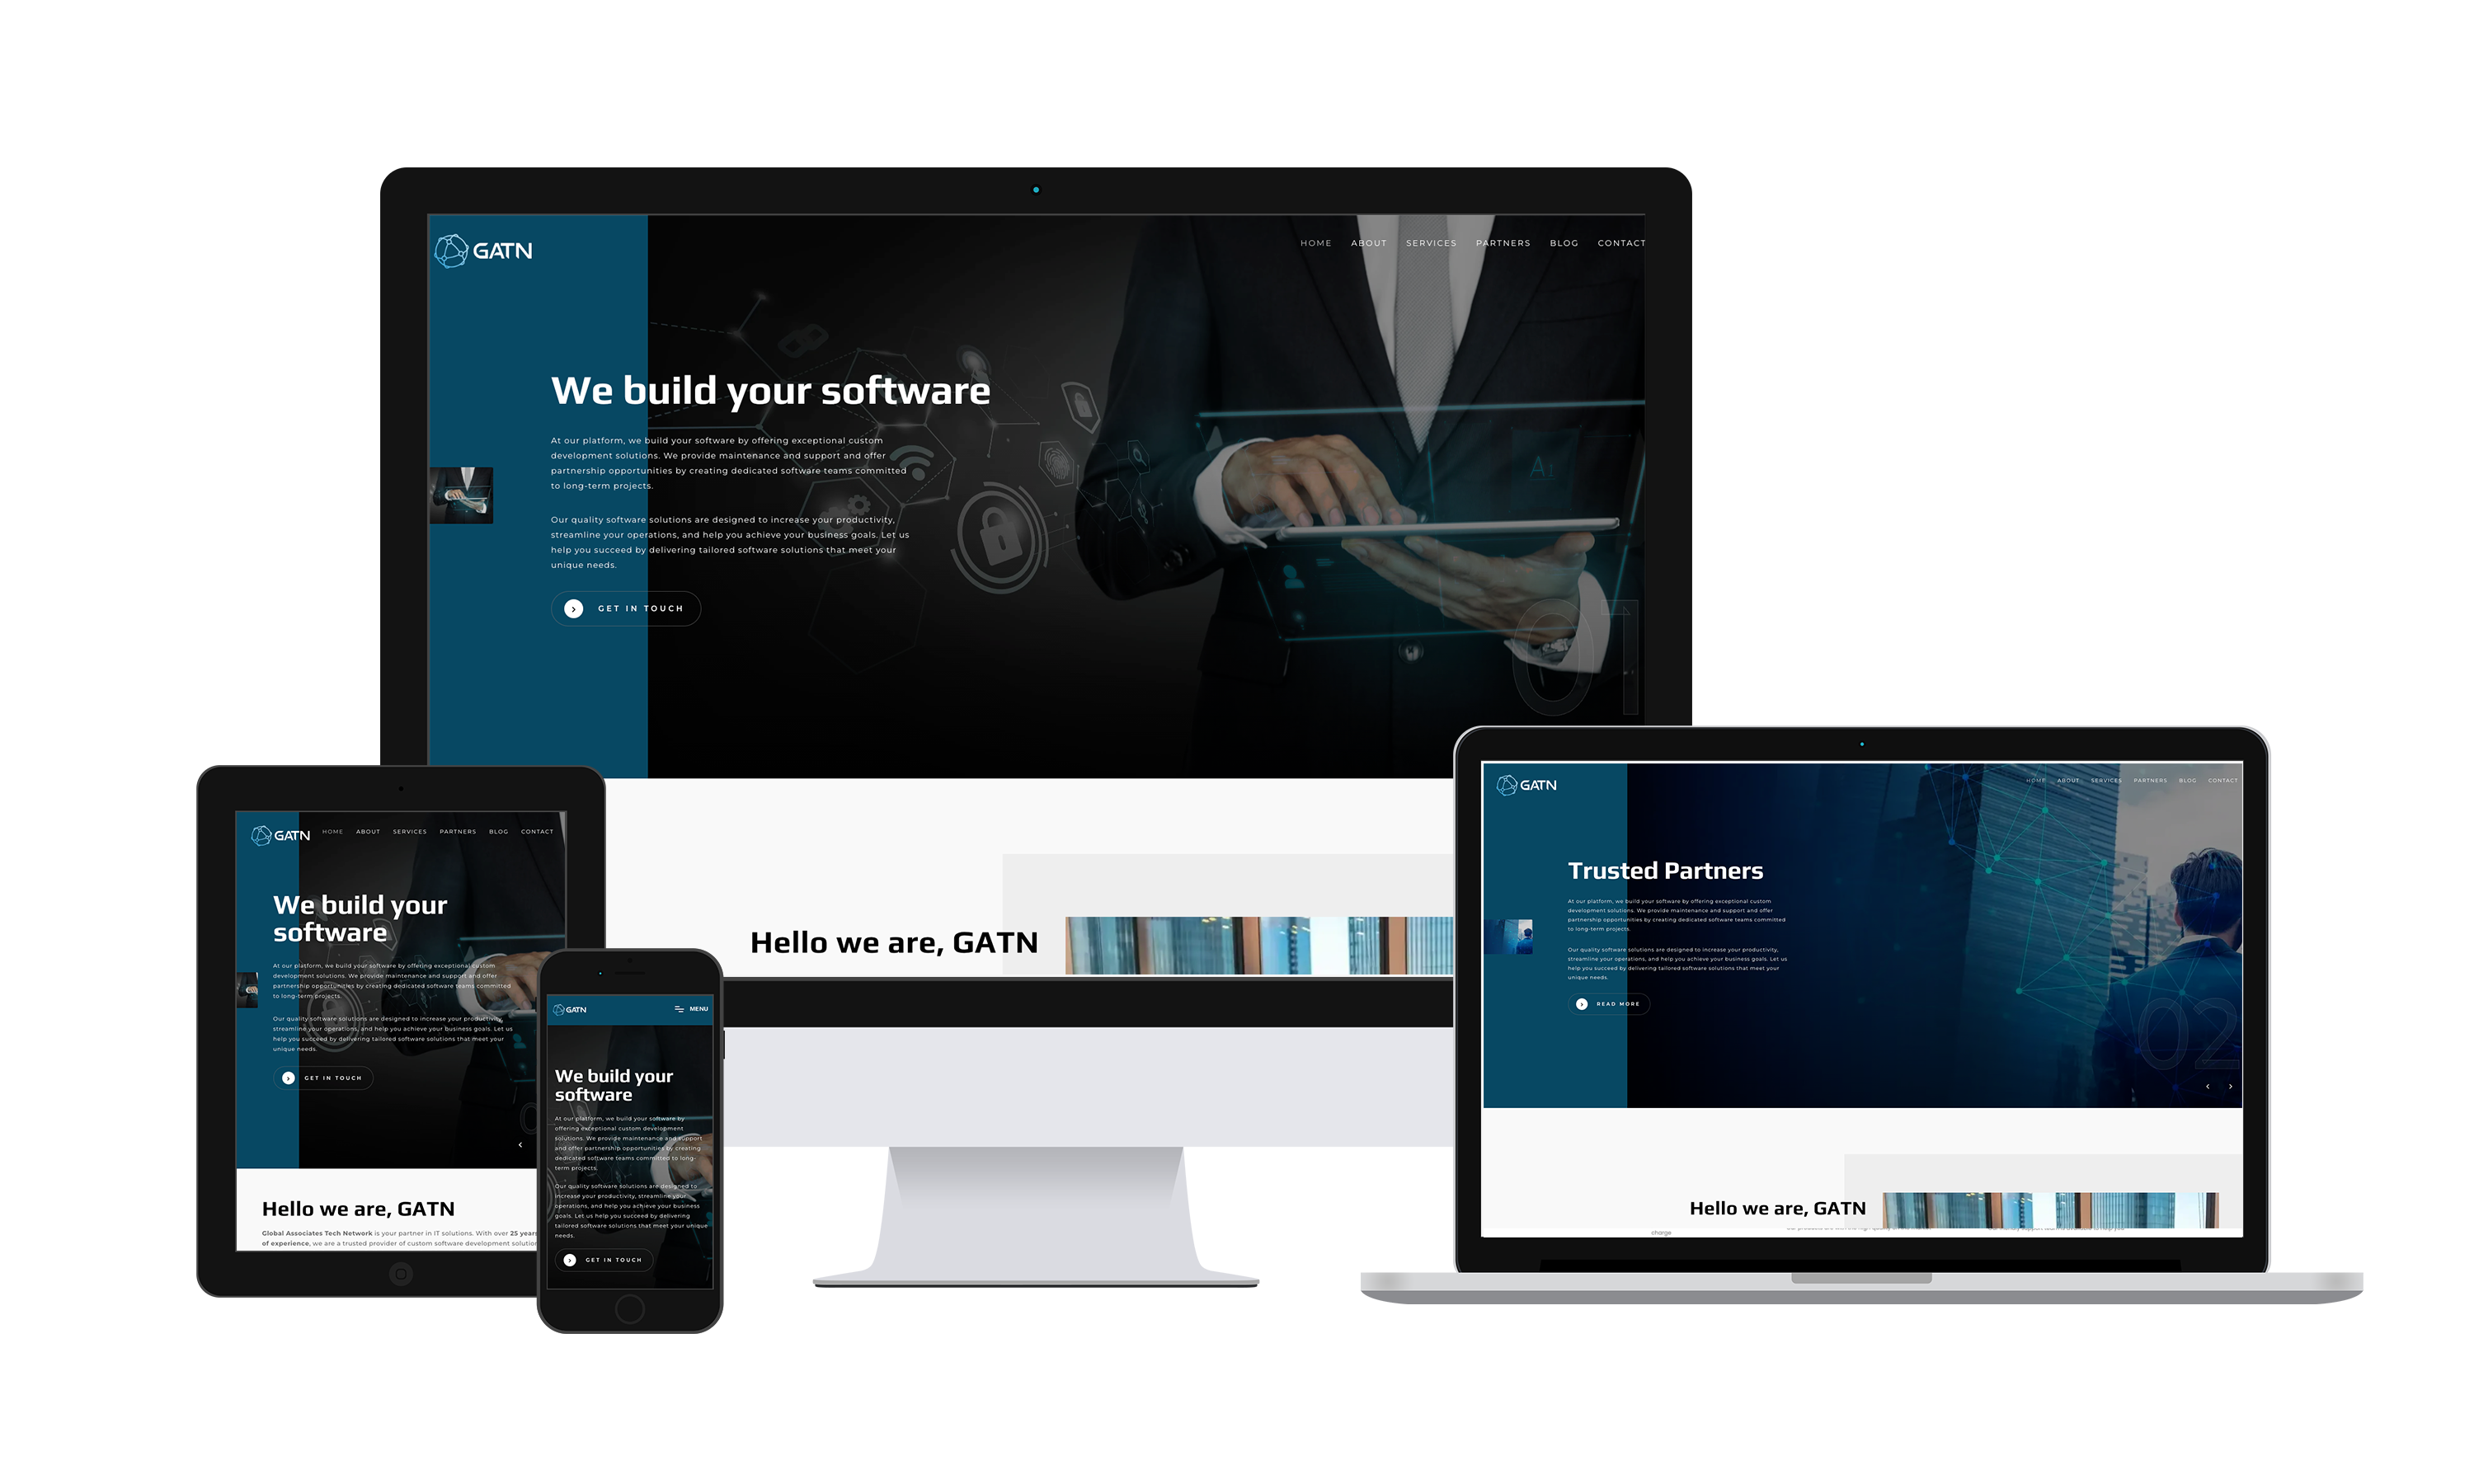 GATN
HOME ABOUT SERVICES PARTNERS BLOG CONTACT
We build your software
At our platform, we build your software by offering exceptional custom
development solutions. We provide maintenance and support and offer
partnership opportunities by creating dedicated software teams committed
to long-term projects.
Our quality software solutions are designed to increase your productivity,
streamline your operations, and help you achieve your business goals. Let us
help you succeed by delivering tailored software solutions that meet your
unique needs.
GET IN TOUCH
A1
01
Hello we are, GATN
GATN HOME ABOUT SERVICES PARTNERS BLOG CONTACT
We build your
software
At our platform, we build your software by offering exceptional custom
development solutions. We provide maintenance and support and offer
partnership opportunities by creating dedicated software teams committed
to long-term projects.
Our quality software solutions are designed to increase your productivity,
streamline your operations, and help you achieve your business goals. Let us
help you succeed by delivering tailored software solutions that meet your
unique needs.
GET IN TOUCH
0
Hello we are, GATN
Global Associates Tech Network is your partner in IT solutions. With over 25 years
of experience, we are a trusted provider of custom software development solution
GATN MENU
We build your
software
At our platform, we build your software by
offering exceptional custom development
solutions. We provide maintenance and support
and offer partnership opportunities by creating
dedicated software teams committed to long-
term projects.
Our quality software solutions are designed to
increase your productivity, streamline your
operations, and help you achieve your business
goals. Let us help you succeed by delivering
tailored software solutions that meet your unique
needs.
GET IN TOUCH
GATN
HOME ABOUT SERVICES PARTNERS BLOG CONTACT
Trusted Partners
At our platform, we build your software by offering exceptional custom
development solutions. We provide maintenance and support and offer
partnership opportunities by creating dedicated software teams committed
to long-term projects.
Our quality software solutions are designed to increase your productivity,
streamline your operations, and help you achieve your business goals. Let us
help you succeed by delivering tailored software solutions that meet your
unique needs.
READ MORE
02
Hello we are, GATN
charge